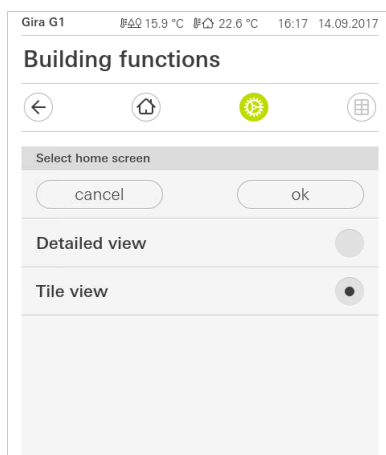 Gira G1 15.9 °C 22.6 °C 16:17 14.09.2017
Building functions
Select home screen
cancel ok
Detailed view
Tile view